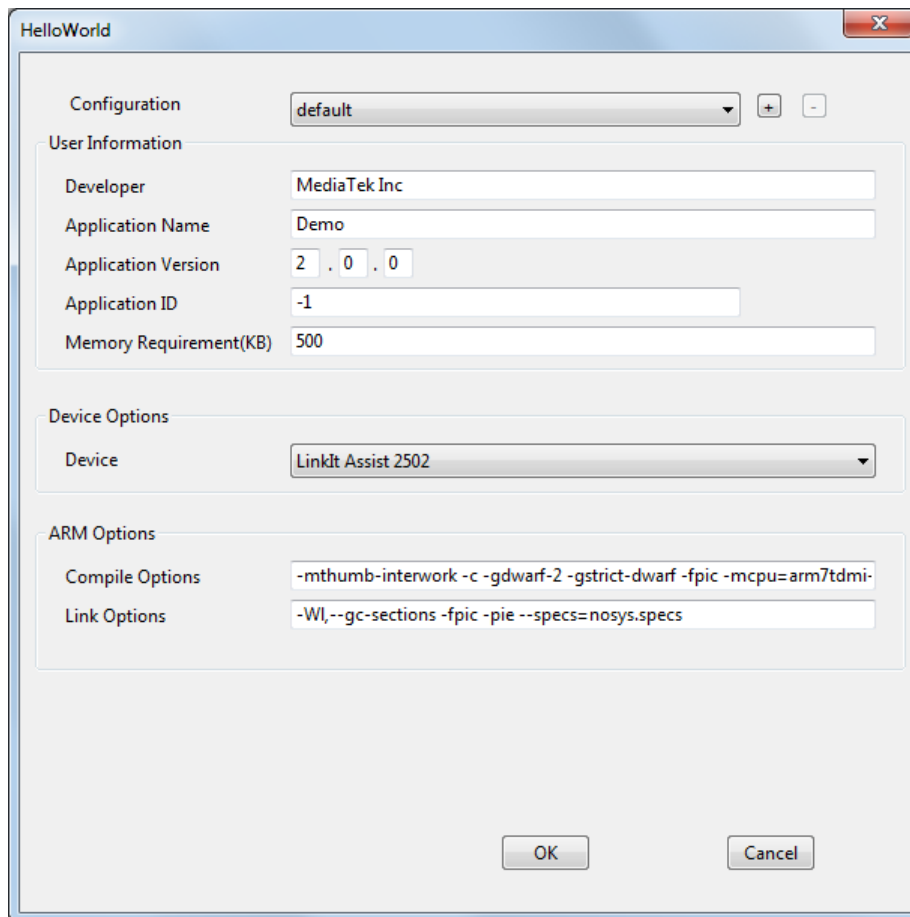 HelloWorld
Configuration default + -
User Information
Developer MediaTek Inc
Application Name Demo
Application Version 2 . 0 . 0
Application ID -1
Memory Requirement(KB) 500
Device Options
Device LinkIt Assist 2502
ARM Options
Compile Options -mthumb-interwork -c -gdwarf-2 -gstrict-dwarf -fpic -mcpu=arm7tdmi-
Link Options -Wl,--gc-sections -fpic -pie --specs=nosys.specs
OK Cancel